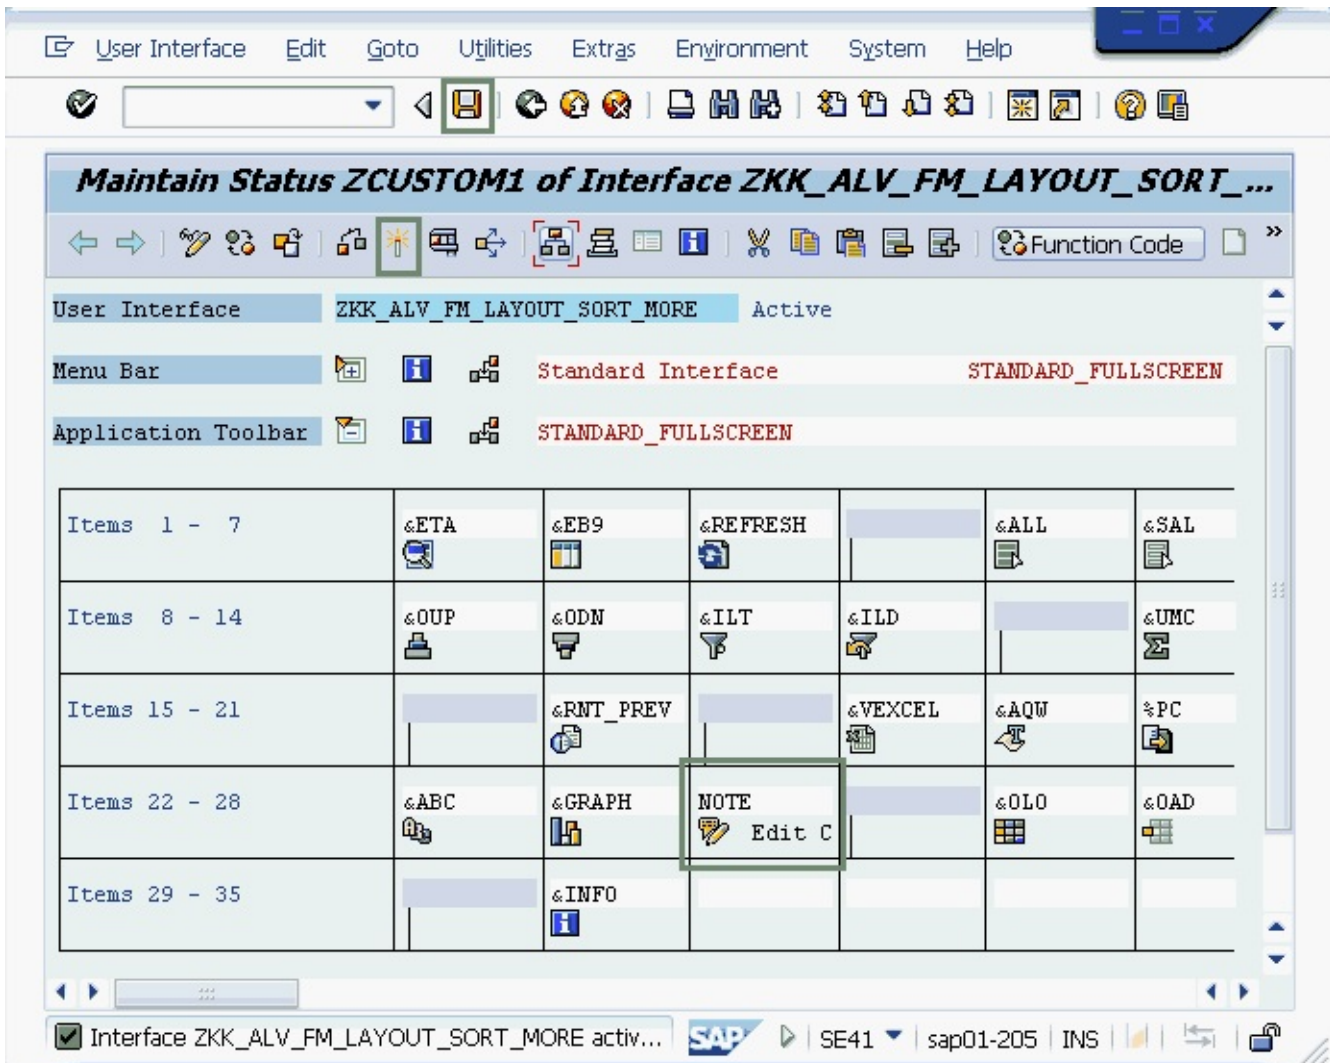 User Interface Edit Goto Utilities Extras Environment System Help
Maintain Status ZCUSTOM1 of Interface ZKK_ALV_FM_LAYOUT_SORT_...
Function Code
User Interface ZKK_ALV_FM_LAYOUT_SORT_MORE Active
Menu Bar Standard Interface STANDARD_FULLSCREEN
Application Toolbar STANDARD_FULLSCREEN
Items 1 - 7 &ETA &EB9 &REFRESH &ALL &SAL
Items 8 - 14 &OUP &ODN &ILT &ILD &UMC
Items 15 - 21 &RNT_PREV &VEXCEL &AQW %PC
Items 22 - 28 &ABC &GRAPH NOTE &OLO &OAD
Edit C
Items 29 - 35 &INFO
Interface ZKK_ALV_FM_LAYOUT_SORT_MORE activ... SAP SE41 sap01-205 INS